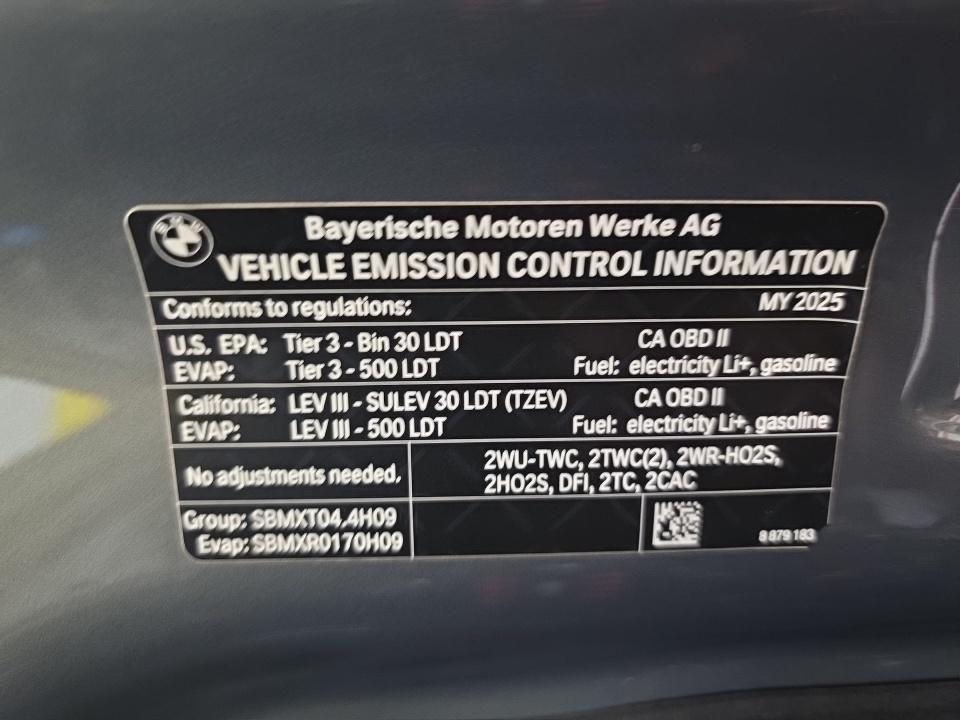 Bayerische Motoren Werke AG
VEHICLE EMISSION CONTROL INFORMATION
Conforms to regulations: MY 2025
U.S. EPA: Tier 3 - Bin 30 LDT CA OBD II
EVAP: Tier 3 - 500 LDT Fuel: electricity Li+, gasoline
California: LEV III - SULEV 30 LDT (TZEV) CA OBD II
EVAP: LEV III - 500 LDT Fuel: electricity Li+, gasoline
No adjustments needed.
2WU-TWC, 2TWC(2), 2WR-HO2S,
2HO2S, DFI, 2TC, 2CAC
Group: SBMXT04.4H09
Evap: SBMXR0170H09
8 879 183